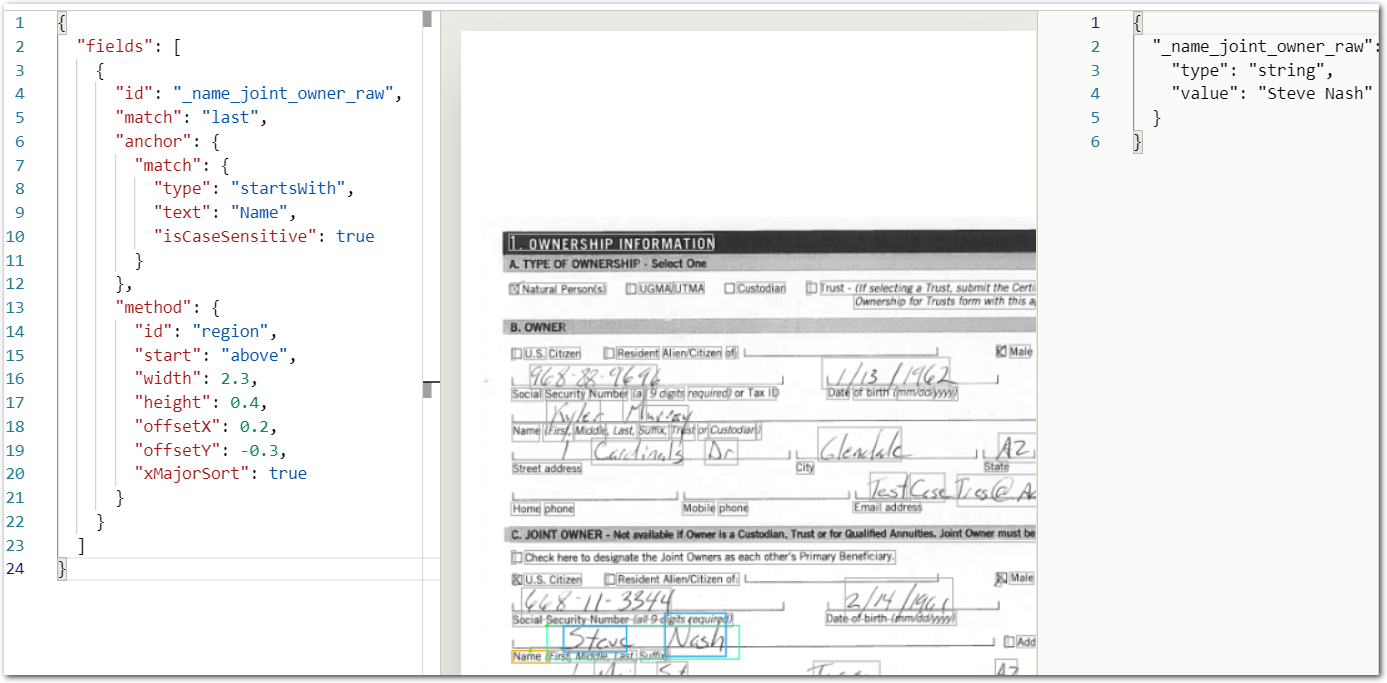 1 {
2 "fields": [
3 {
4 "id": "_name_joint_owner_raw",
5 "match": "last",
6 "anchor": {
7 "match": {
8 "type": "startsWith",
9 "text": "Name",
10 "isCaseSensitive": true
11 }
12 },
13 "method": {
14 "id": "region",
15 "start": "above",
16 "width": 2.3,
17 "height": 0.4,
18 "offsetX": 0.2,
19 "offsetY": -0.3,
20 "xMajorSort": true
21 }
22 }
23 ]
24 }
1. OWNERSHIP INFORMATION
A. TYPE OF OWNERSHIP - Select One
Natural Person(s) UGMA/UTMA Custodian Trust - (If selecting a Trust, submit the Certi
Ownership for Trusts form with this a
B. OWNER
U.S. Citizen Resident Alien/Citizen of: Male
968-88-9696 1/13/1962
Social Security Number (all 9 digits required) or Tax ID Date of birth (mm/dd/yyyy)
Kyler Murray
Name (First, Middle, Last, Suffix, Trust or Custodian)
1 Cardinals Dr Glendale AZ
Street address City State
TestCaseTies@Ac
Home phone Mobile phone Email address
C. JOINT OWNER - Not available if Owner is a Custodian, Trust or for Qualified Annuities. Joint Owner must be
Check here to designate the Joint Owners as each other's Primary Beneficiary.
U.S. Citizen Resident Alien/Citizen of: Male
668-11-3344 2/14/1961
Social Security Number (all 9 digits required) Date of birth (mm/dd/yyyy)
Steve Nash Add
Name (First, Middle, Last, Suffix)
St AZ
1 {
2 "_name_joint_owner_raw":
3 "type": "string",
4 "value": "Steve Nash"
5 }
6 }